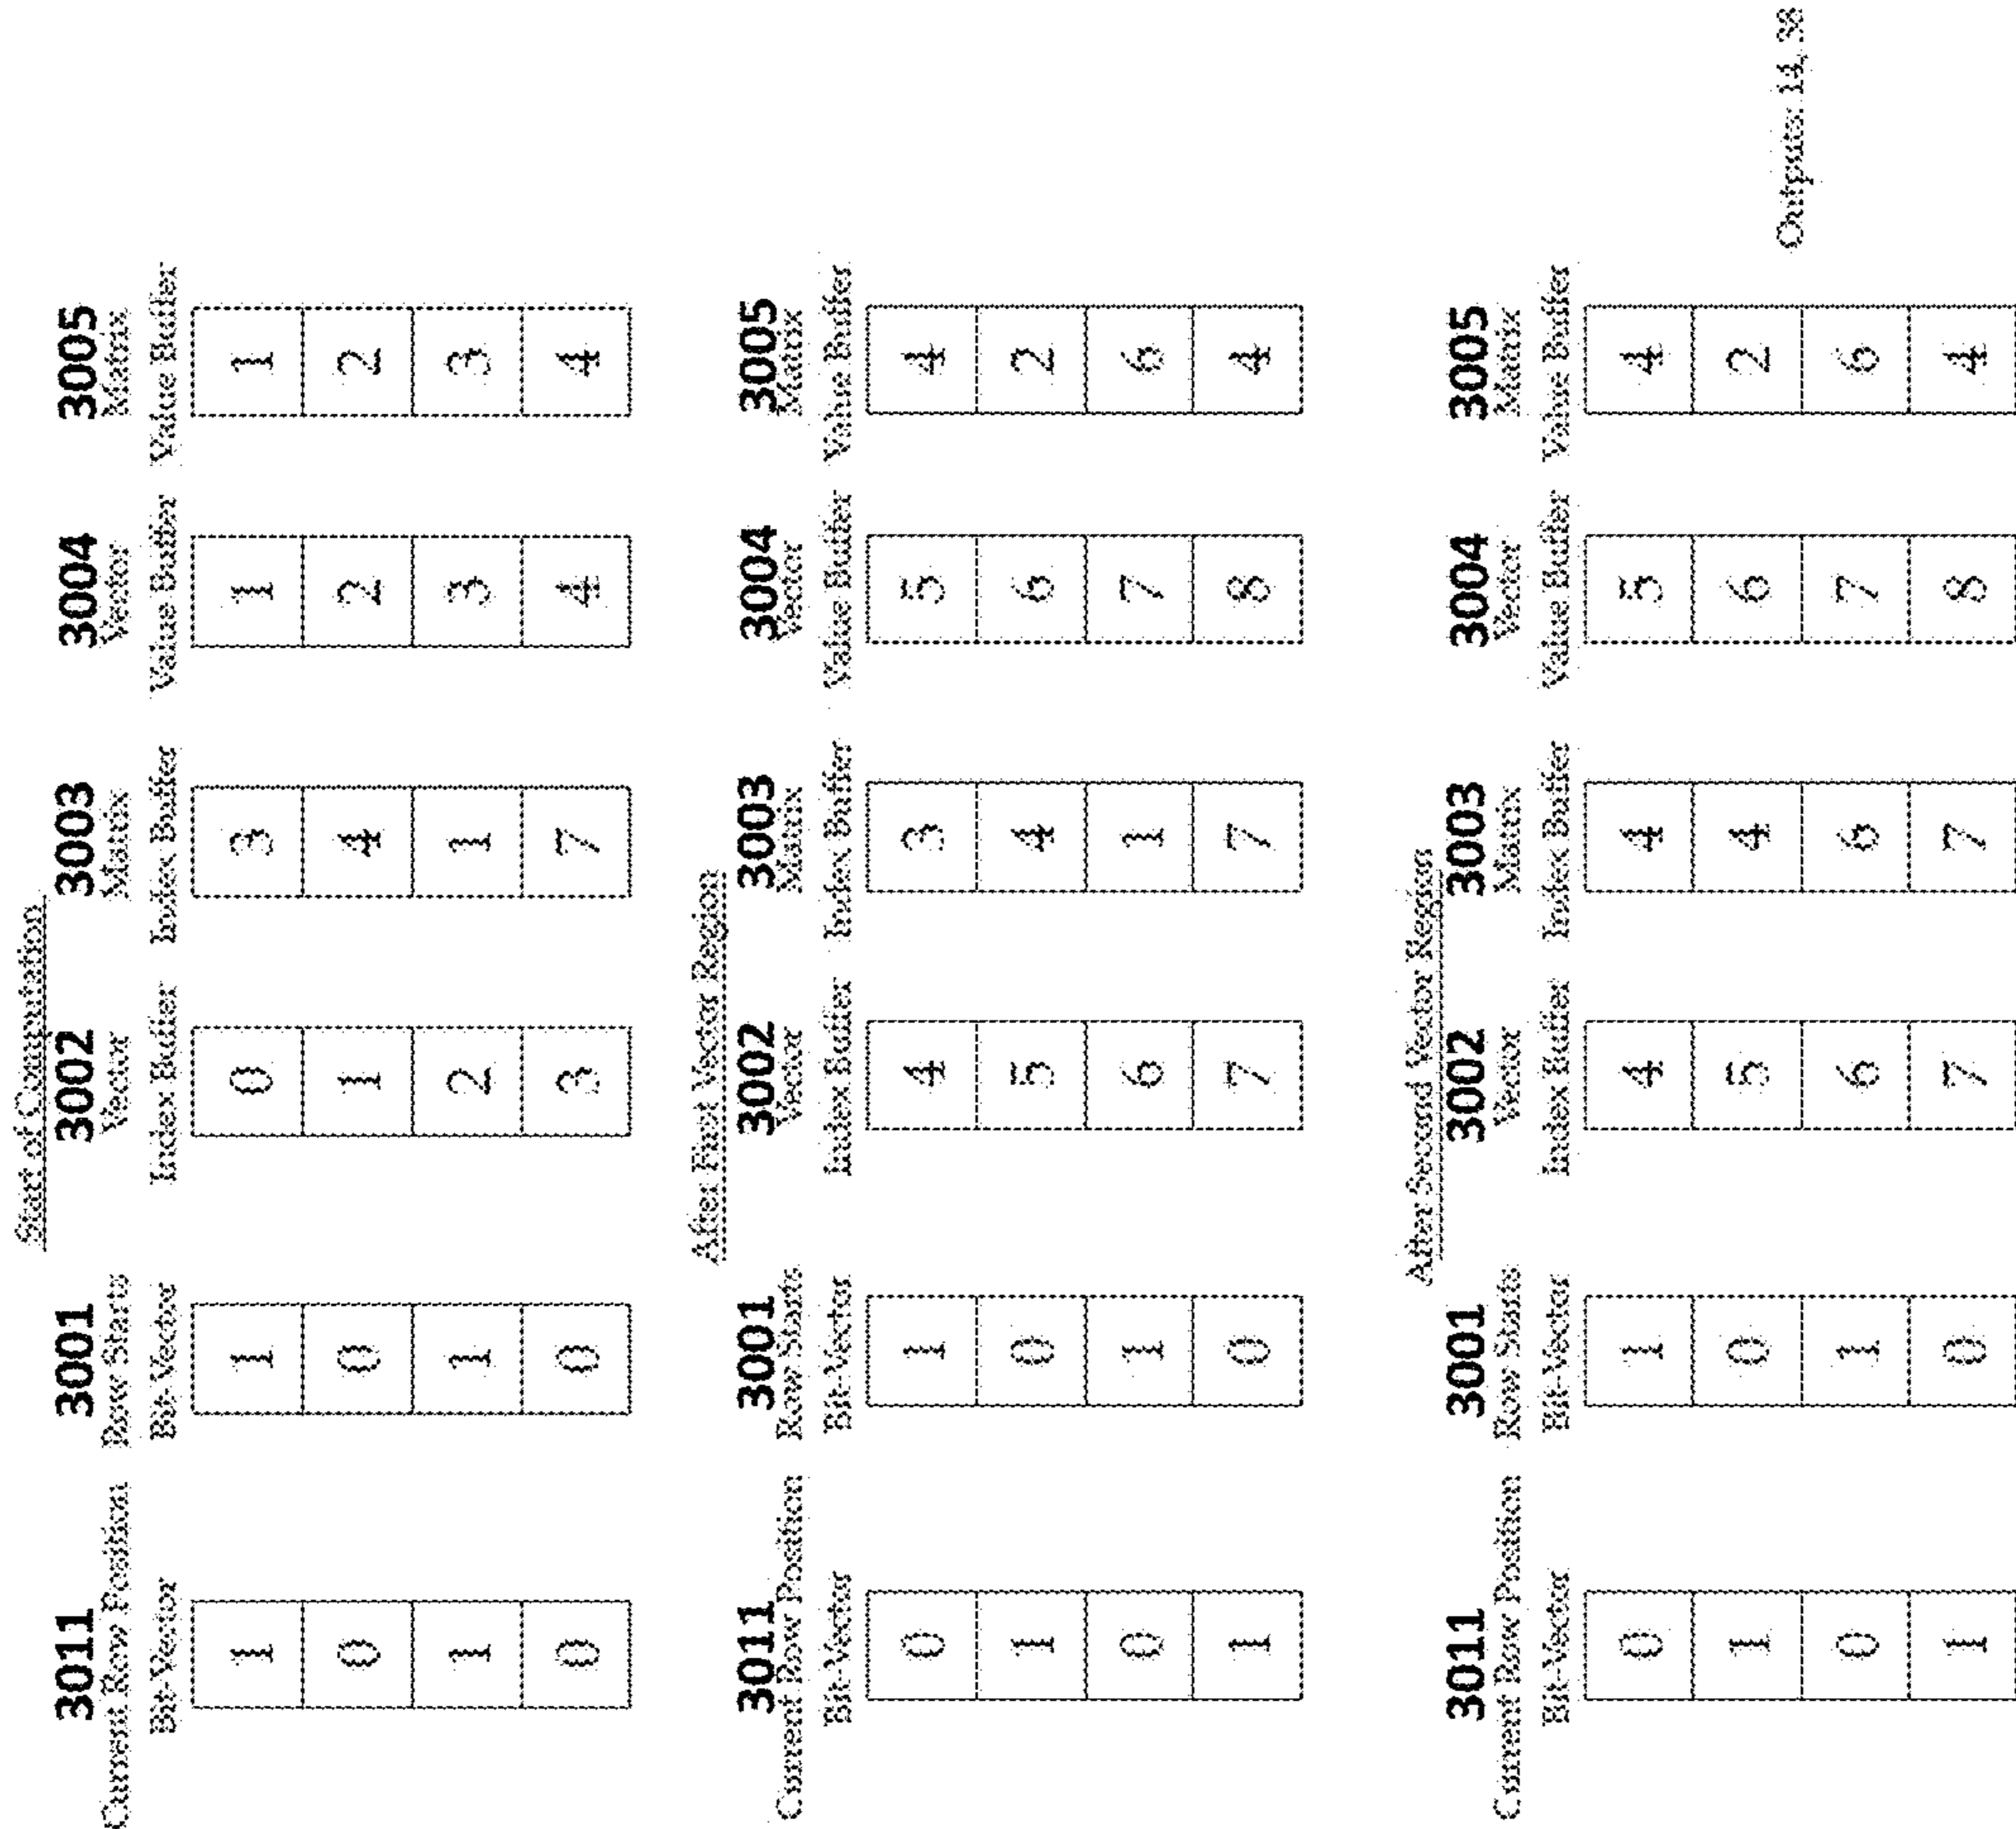 Start of Computation
3011 3001 3002 3003 3004 3005
Current Row Position Row Starts Vector Matrix Vector Matrix
Bit-Vector Bit-Vector Index Buffer Index Buffer Value Buffer Value Buffer
1 1 0 3 1 1
0 0 1 4 2 2
1 1 2 1 3 3
0 0 3 7 4 4
After First Vector Region
3011 3001 3002 3003 3004 3005
Current Row Position Row Starts Vector Matrix Vector Matrix
Bit-Vector Bit-Vector Index Buffer Index Buffer Value Buffer Value Buffer
0 1 4 3 5 4
1 0 5 4 6 2
0 1 6 1 7 6
1 0 7 7 8 4
After Second Vector Region
3011 3001 3002 3003 3004 3005
Current Row Position Row Starts Vector Matrix Vector Matrix
Bit-Vector Bit-Vector Index Buffer Index Buffer Value Buffer Value Buffer
0 1 4 4 5 4
1 0 5 4 6 2
0 1 6 6 7 6
1 0 7 7 8 4
Outputs: